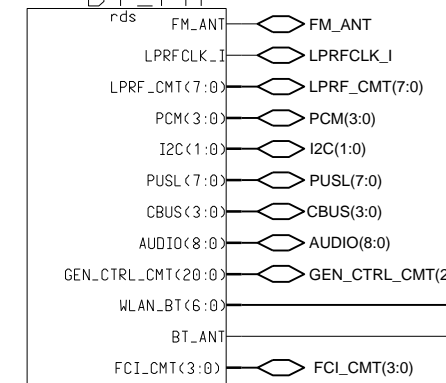 rds
FM_ANT FM_ANT
LPRFCLK_I LPRFCLK_I
LPRF_CMT(7:0) LPRF_CMT(7:0)
PCM(3:0) PCM(3:0)
I2C(1:0) I2C(1:0)
PUSL(7:0) PUSL(7:0)
CBUS(3:0) CBUS(3:0)
AUDIO(8:0) AUDIO(8:0)
GEN_CTRL_CMT(20:0) GEN_CTRL_CMT(2
WLAN_BT(6:0)
BT_ANT
FCI_CMT(3:0) FCI_CMT(3:0)